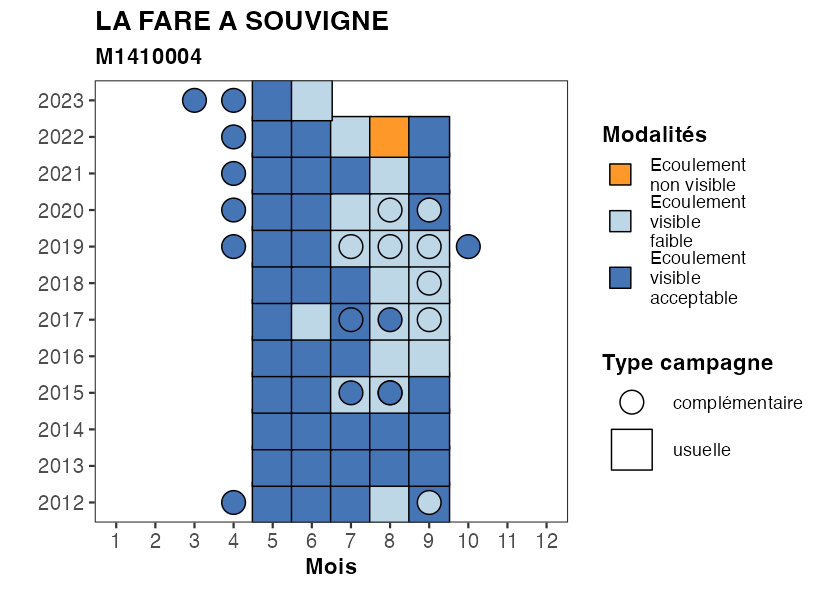 LA FARE A SOUVIGNE
M1410004
2023
2022
2021
2020
2019
2018
2017
2016
2015
2014
2013
2012
1 2 3 4 5 6 7 8 9 10 11 12
Mois
Modalités
Ecoulement
non visible
Ecoulement
visible
faible
Ecoulement
visible
acceptable
Type campagne
complémentaire
usuelle